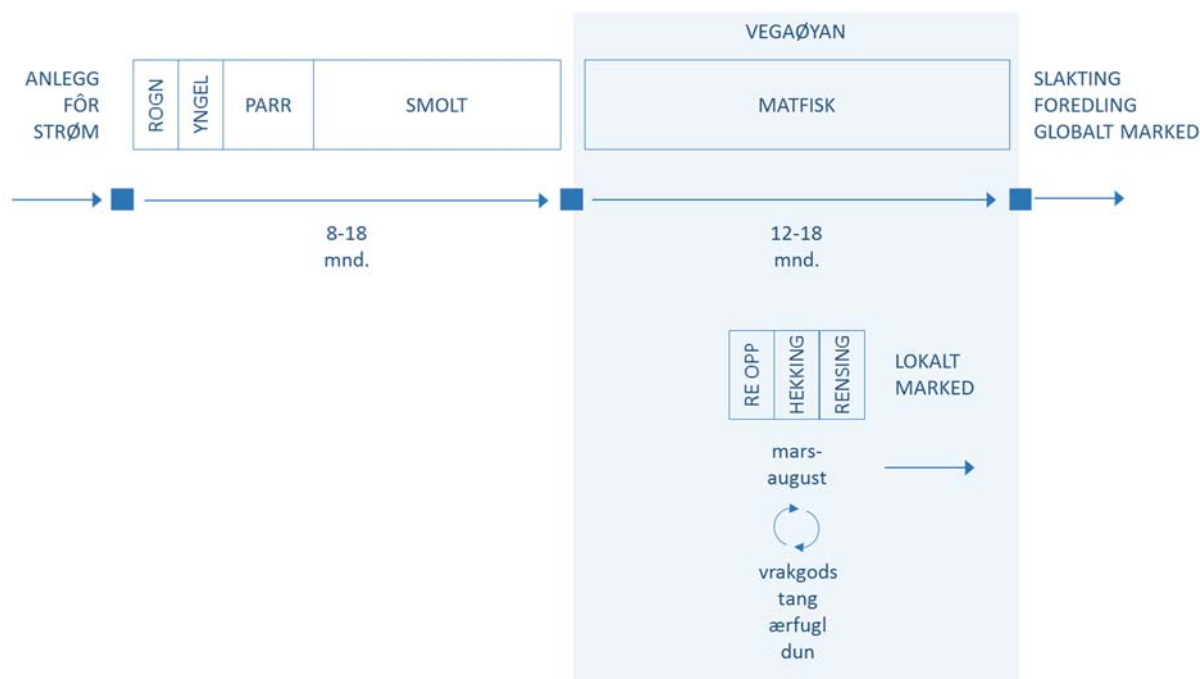 VEGAØYAN
ANLEGG
FÔR
STRØM
ROGN
YNGEL
PARR
SMOLT
MATFISK
SLAKTING
FOREDLING
GLOBALT MARKED
8-18
mnd.
12-18
mnd.
RE OPP
HEKKING
RENSING
LOKALT
MARKED
mars-
august
vrakgods
tang
ærfugl
dun